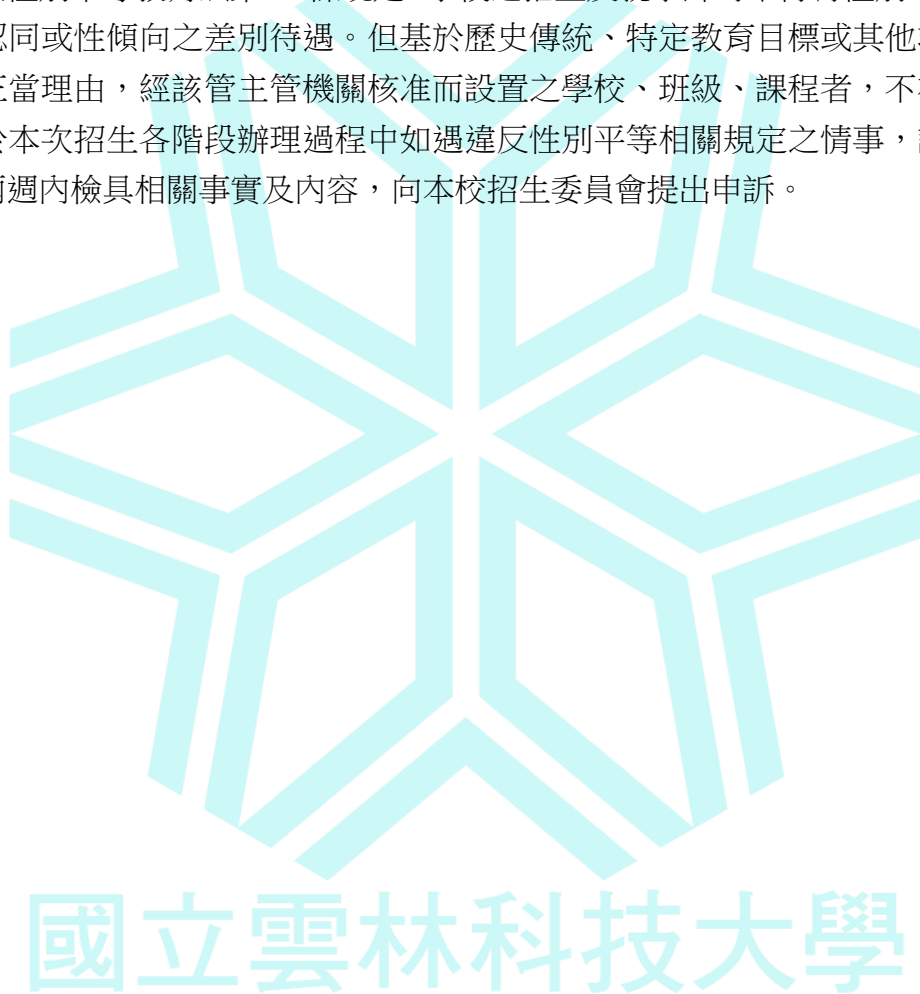 認同或性傾向之差別待遇。但基於歷史傳統、特定教育目標或其他
正當理由,經該管主管機關核准而設置之學校、班級、課程者,不
本次招生各階段辦理過程中如遇違反性別平等相關規定之情事,
週內檢具相關事實及內容,向本校招生委員會提出申訴。
國立雲林科技大學